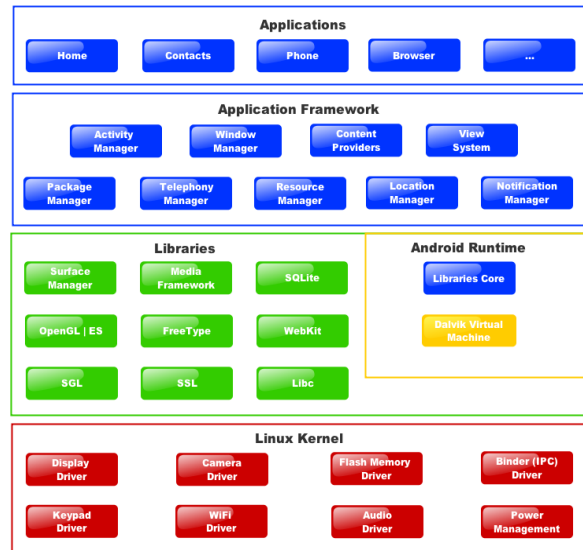 Applications
Home
Contacts
Phone
Browser
...
Application Framework
Activity
Manager
Window
Manager
Content
Providers
View
System
Package
Manager
Telephony
Manager
Resource
Manager
Location
Manager
Notification
Manager
Libraries
Surface
Manager
Media
Framework
SQLite
OpenGL | ES
FreeType
WebKit
SGL
SSL
Libc
Android Runtime
Libraries Core
Dalvik Virtual
Machine
Linux Kernel
Display
Driver
Camera
Driver
Flash Memory
Driver
Binder (IPC)
Driver
Keypad
Driver
WiFi
Driver
Audio
Driver
Power
Management